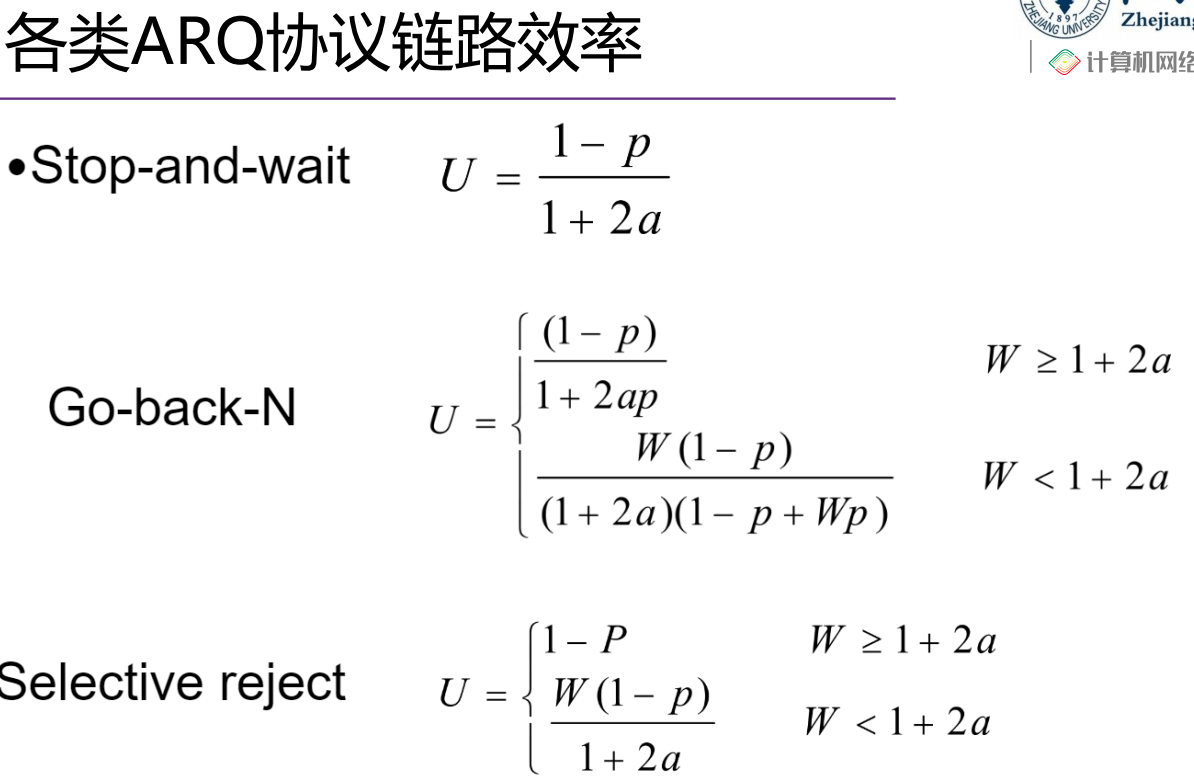 各类ARQ协议链路效率
ZHEJIANG UNIVERSITY
1897
Zhejian
计算机网络
•Stop-and-wait U = \frac{1 - p}{1 + 2a}
Go-back-N U = \begin{cases} \frac{(1 - p)}{1 + 2ap} & W ≥ 1 + 2a \\ \frac{W(1 - p)}{(1 + 2a)(1 - p + Wp)} & W < 1 + 2a \end{cases}
Selective reject U = \begin{cases} 1 - P & W ≥ 1 + 2a \\ \frac{W(1 - p)}{1 + 2a} & W < 1 + 2a \end{cases}